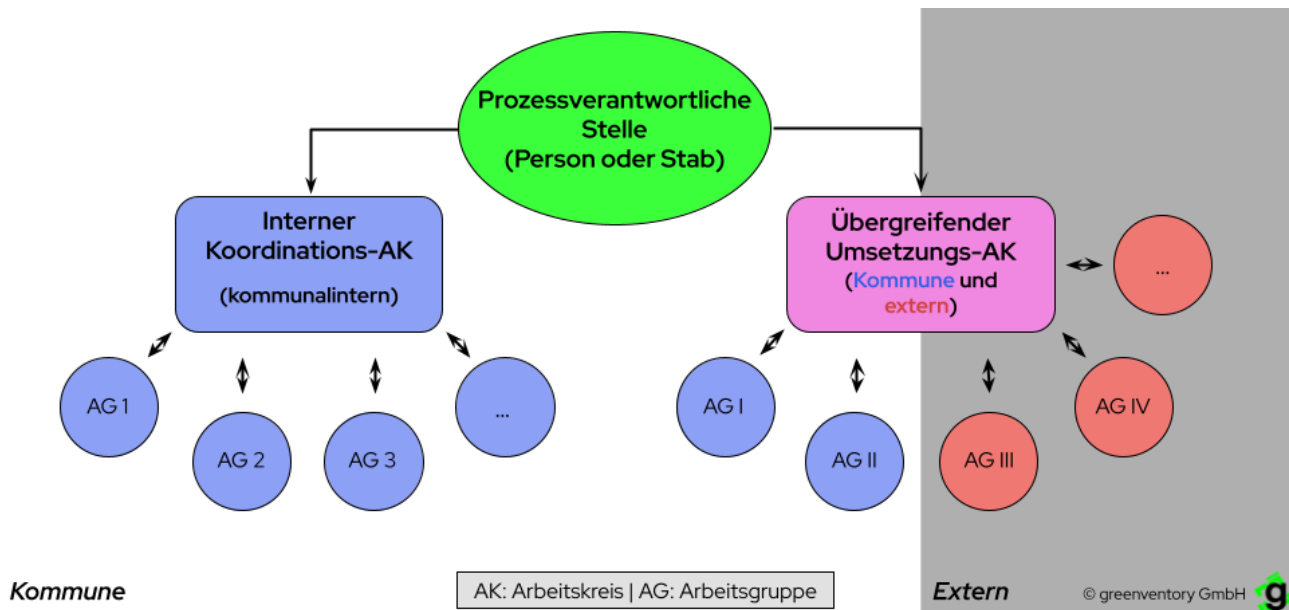 Prozessverantwortliche
Stelle
(Person oder Stab)
Interner
Koordinations-AK
(kommunalintern)
Übergreifender
Umsetzungs-AK
(Kommune und
extern)
...
AG 1
AG 2
AG 3
...
AG I
AG II
AG III
AG IV
Kommune
AK: Arbeitskreis | AG: Arbeitsgruppe
Extern
© greenventory GmbH
g